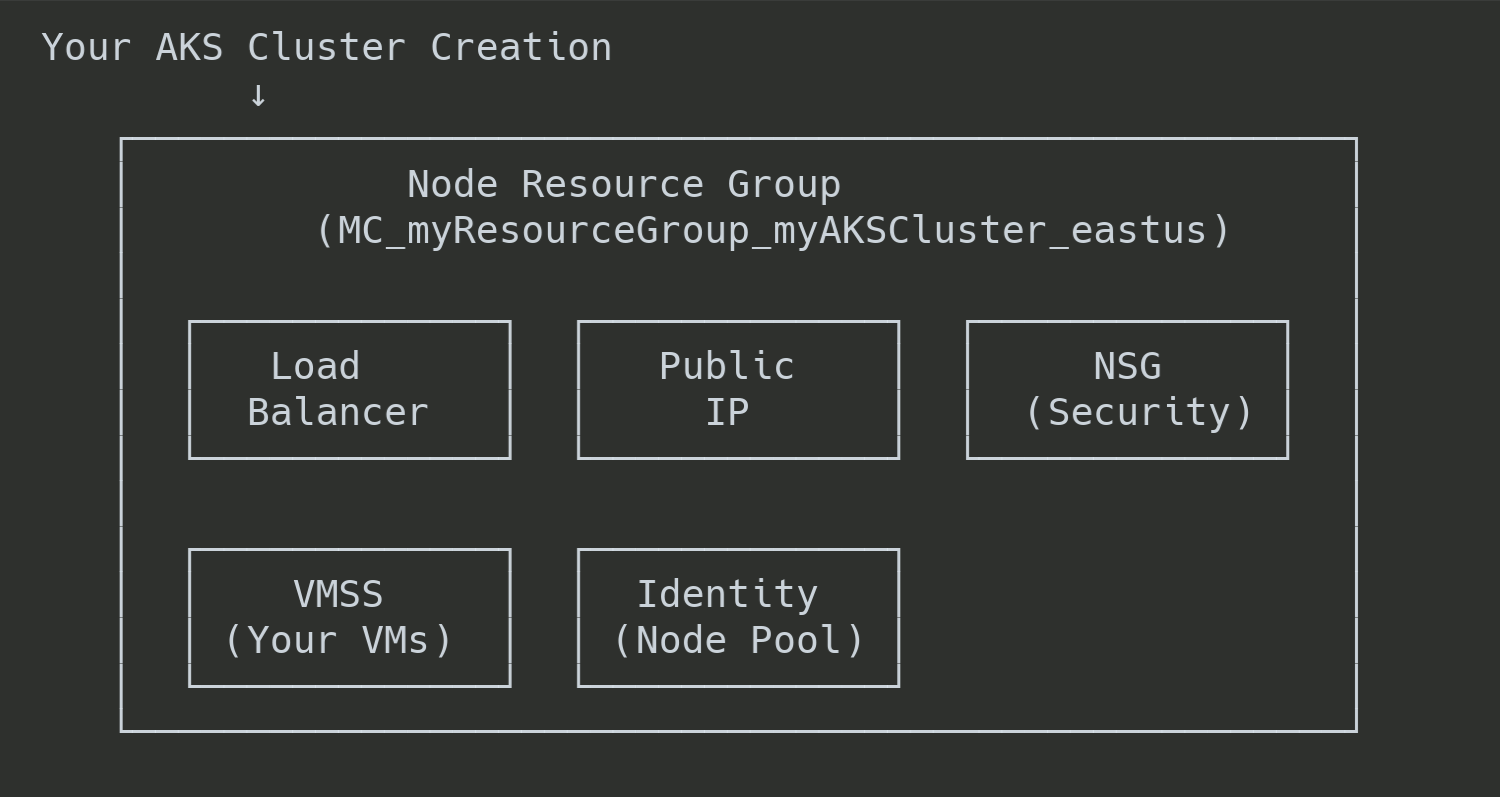 Your AKS Cluster Creation
↓
Node Resource Group
(MC_myResourceGroup_myAKSCluster_eastus)
Load
Balancer
Public
IP
NSG
(Security)
VMSS
(Your VMs)
Identity
(Node Pool)